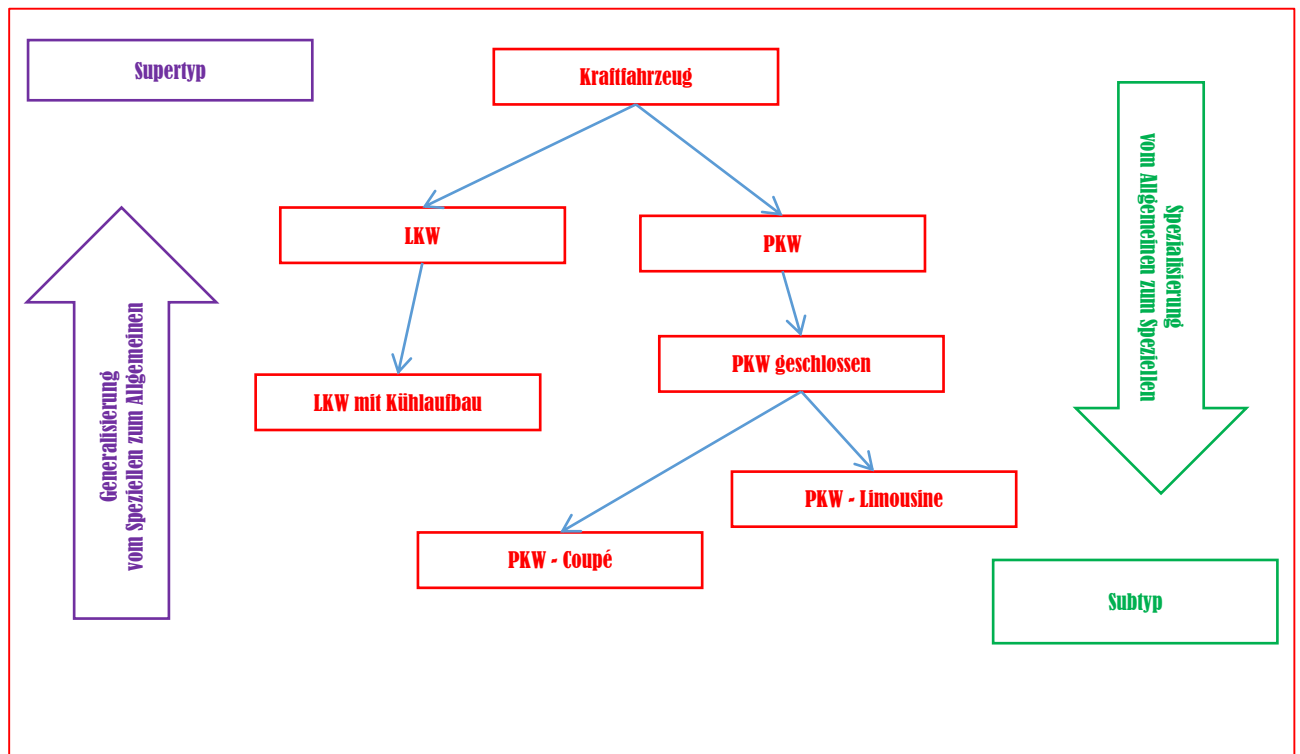 Supertyp
Kraftfahrzeug
Spezialisierung
vom Allgemeinen zum Speziellen
LKW
PKW
Generalisierung
vom Speziellen zum Allgemeinen
PKW geschlossen
LKW mit Kühlaufbau
PKW - Limousine
PKW - Coupé
Subtyp